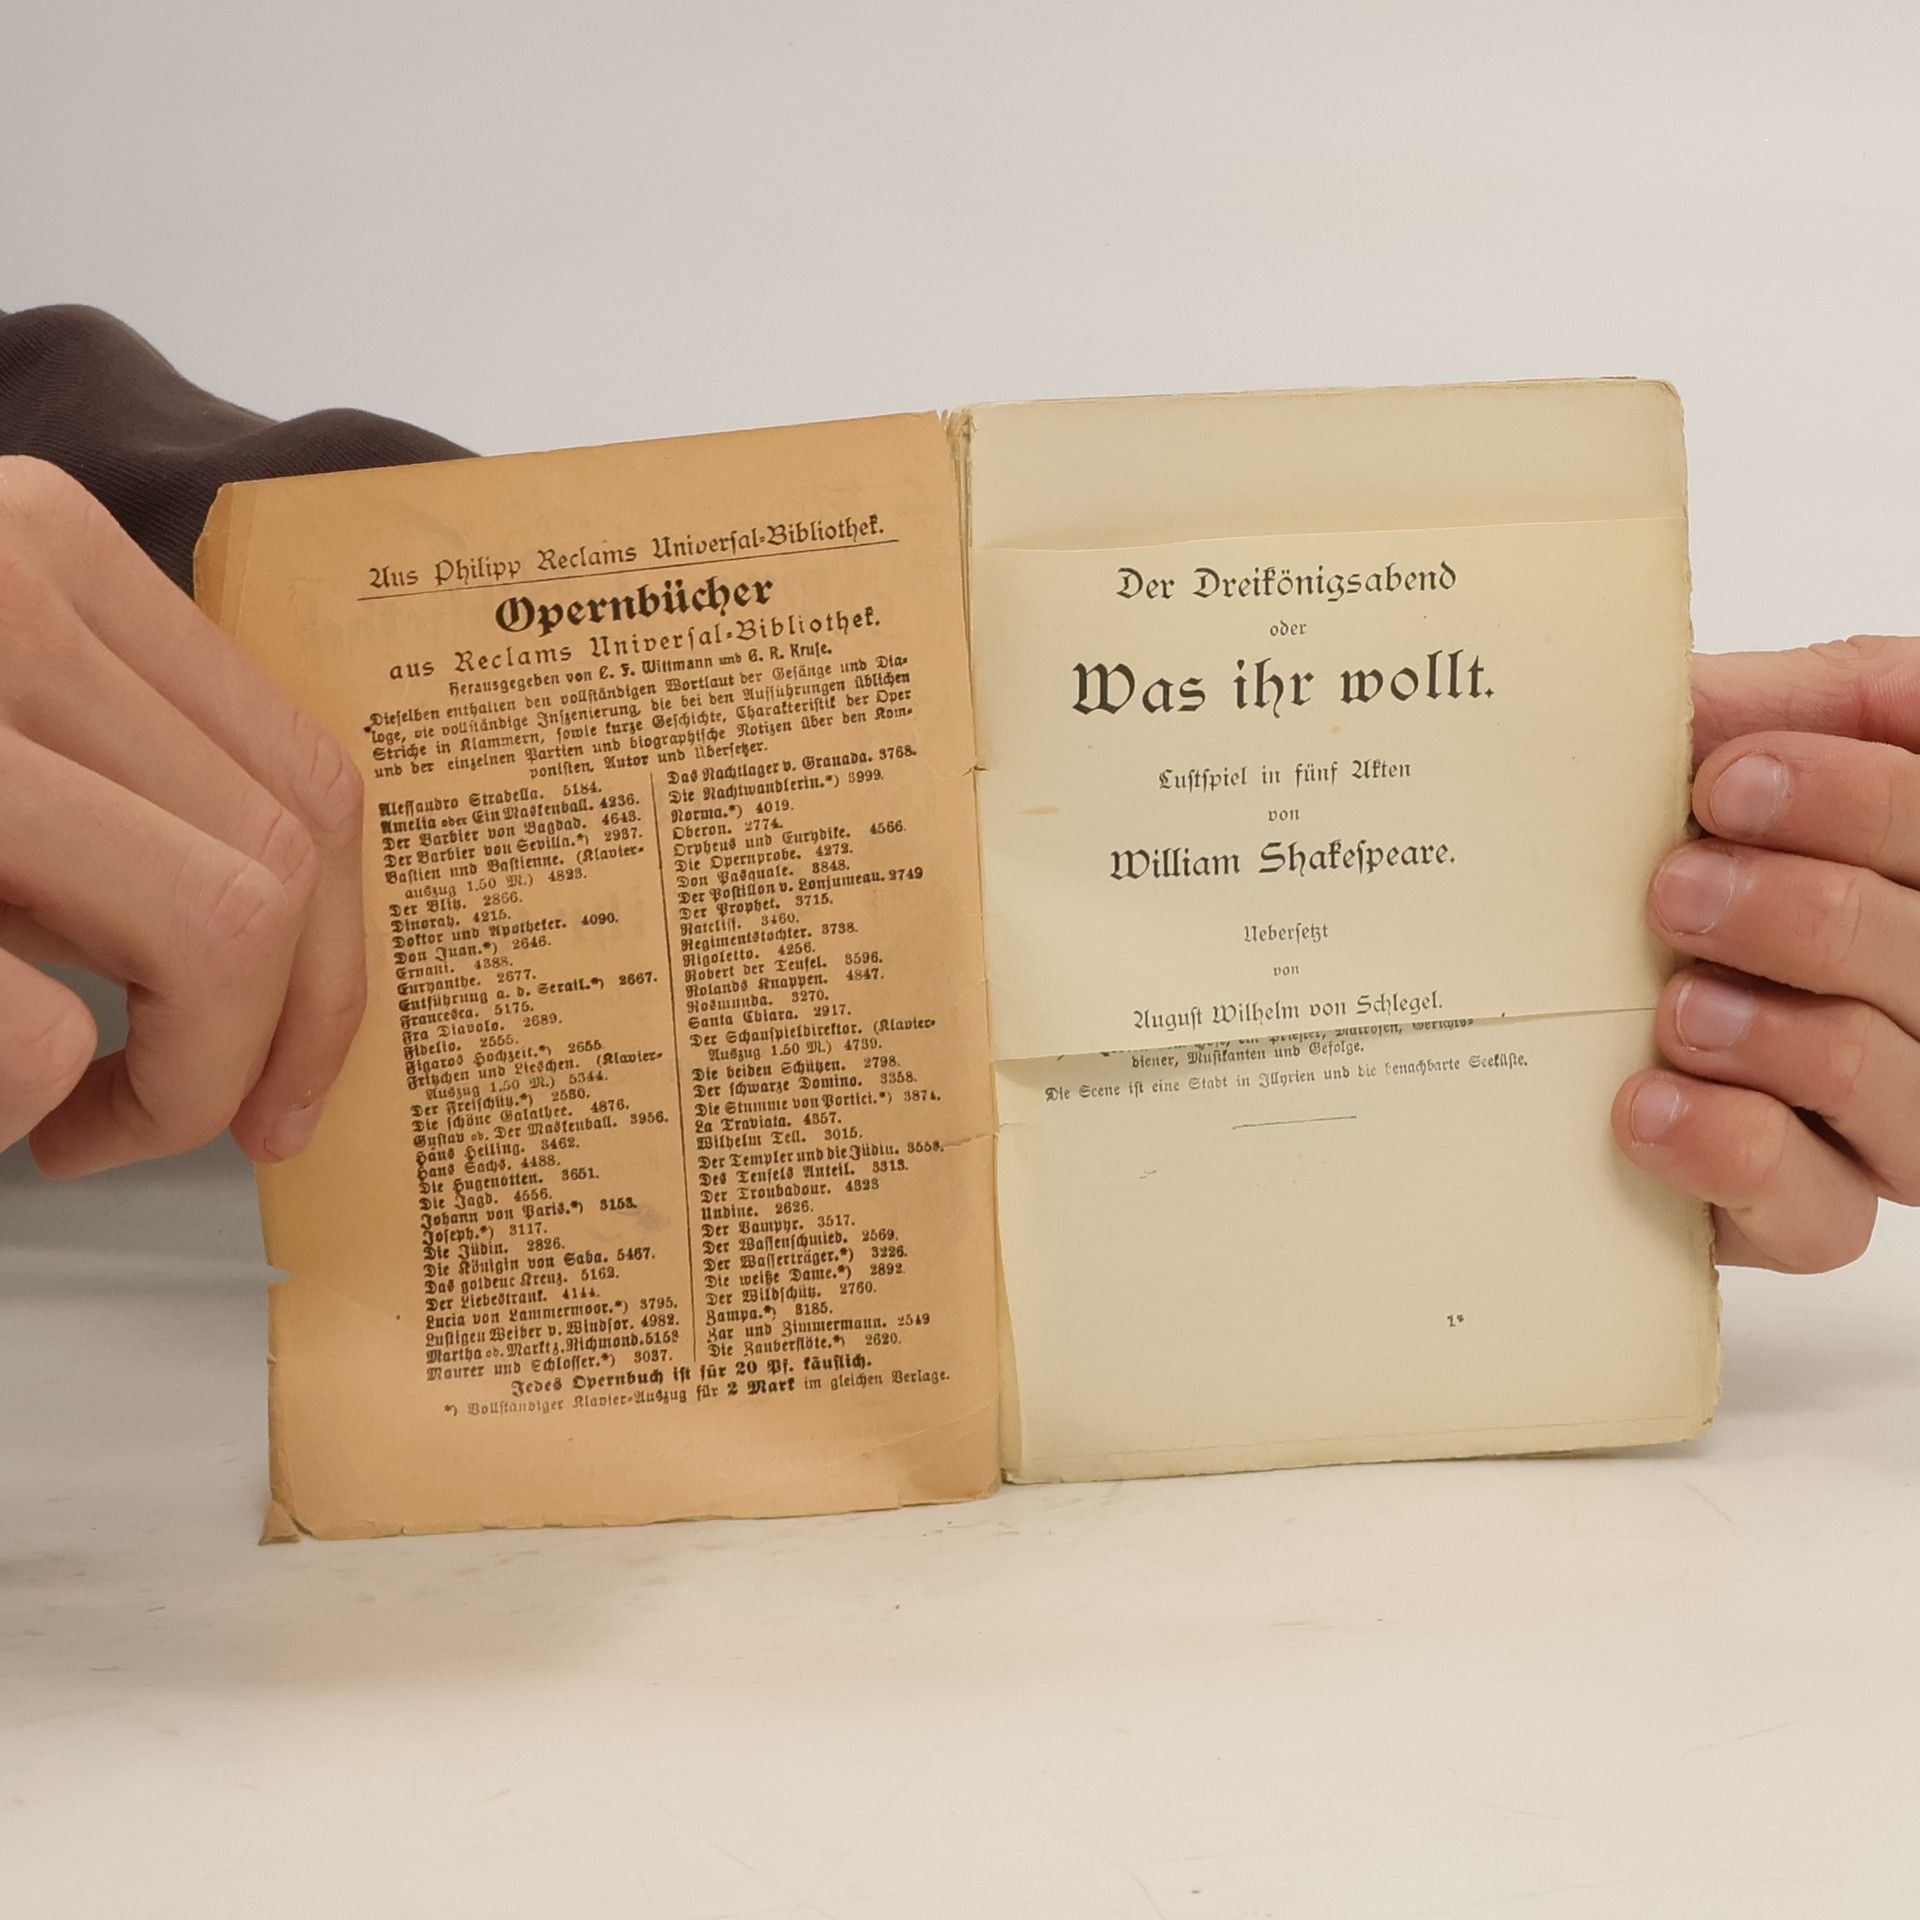 Aus Philipp Reclams Universal-Bibliothek.
Opernbücher
aus Reclams Universal-Bibliothek.
Herausgegeben von C. F. Wittmann und G. R. Kruse.
Dieselben enthalten den vollständigen Wortlaut der Gesänge und Dia-
loge, die vollständige Inszenierung, die bei den Aufführungen üblichen
Striche in Klammern, sowie kurze Geschichte, Charakteristik der Oper
und der einzelnen Partien und biographische Notizen über den Kom-
ponisten, Autor und Übersetzer.
Alessandro Stradella. 5184.
Amelia oder Ein Maskenball. 4236.
Der Barbier von Bagdad. 4643.
Der Barbier von Sevilla.*) 2937.
Bastien und Bastienne. (Klavier-
auszug 1.50 M.) 4823.
Der Blitz. 2866.
Dinorah. 4215.
Doktor und Apotheker. 4090.
Don Juan.*) 2646.
Ernani. 4388.
Euryanthe. 2677.
Entführung a. d. Serail.*) 2667.
Francesca. 5175.
Fra Diavolo. 2689.
Fidelio. 2555.
Figaros Hochzeit.*) 2655
Fritzchen und Lieschen. (Klavier-
Auszug 1.50 M.) 5344.
Der Freischütz.*) 2530.
Die schöne Galathee. 4876.
Gustav od. Der Maskenball. 3956.
Hans Heiling. 3462.
Hans Sachs. 4488.
Die Hugenotten. 3651.
Die Jagd. 4556.
Johann von Paris.*) 3153.
Joseph.*) 3117.
Die Jüdin. 2826.
Die Königin von Saba. 5467.
Das goldene Kreuz. 5162.
Der Liebestrank. 4144.
Lucia von Lammermoor.*) 3795.
Lustigen Weiber v. Windsor. 4982.
Martha od. Markt z. Richmond. 5153
Maurer und Schlosser.*) 3037.
Das Nachtlager v. Granada. 3768.
Die Nachtwandlerin.*) 3999.
Norma.*) 4019.
Oberon. 2774.
Orpheus und Eurydike. 4566.
Die Opernprobe. 4272.
Don Pasquale. 3848.
Der Postillon v. Lonjumeau. 2749
Der Prophet. 3715.
Ratcliff. 3460.
Regimentstochter. 3738.
Rigoletto. 4256.
Robert der Teufel. 3596.
Rolands Knappen. 4847.
Rosmunda. 3270.
Santa Chiara. 2917.
Der Schauspieldirektor. (Klavier-
Auszug 1.50 M.) 4739.
Die beiden Schützen. 2798.
Der schwarze Domino. 3358.
Die Stumme von Portici.*) 3874.
La Traviata. 4357.
Wilhelm Tell. 3015.
Der Templer und die Jüdin. 3553.
Des Teufels Anteil. 3313.
Der Troubadour. 4323
Undine. 2626.
Der Vampyr. 3517.
Der Waffenschmied. 2569.
Der Wasserträger.*) 3226.
Die weiße Dame.*) 2892.
Der Wildschütz. 2760.
Zampa.*) 3185.
Zar und Zimmermann. 2549
Die Zauberflöte.*) 2620.
Jedes Opernbuch ist für 20 Pf. käuflich.
*) Vollständiger Klavier-Auszug für 2 Mark im gleichen Verlage.
Der Dreikönigsabend
oder
Was ihr wollt.
Lustspiel in fünf Akten
von
William Shakespeare.
Uebersetzt
von
August Wilhelm von Schlegel.
ein Priester, Matrosen, Gerichts-
diener, Musikanten und Gefolge.
Die Scene ist eine Stadt in Illyrien und die benachbarte Seeküste.
1*